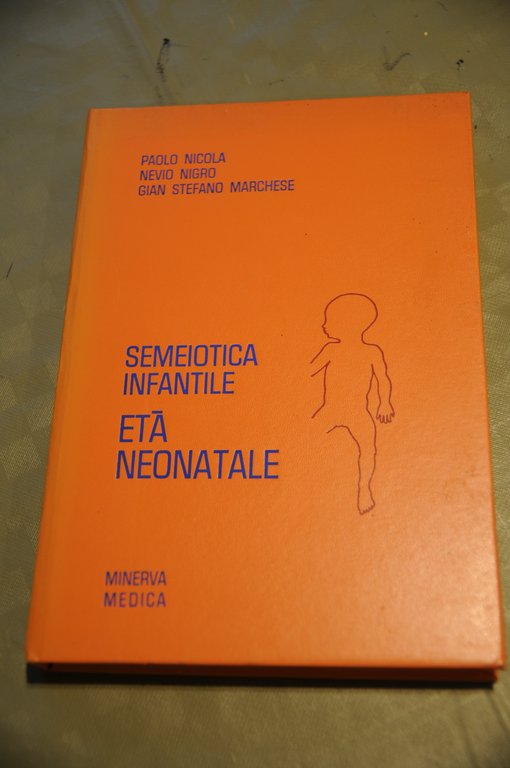 PAOLO NICOLA
NEVIO NIGRO
GIAN STEFANO MARCHESE
SEMEIOTICA
INFANTILE
ETĀ
NEONATALE
MINERVA
MEDICA